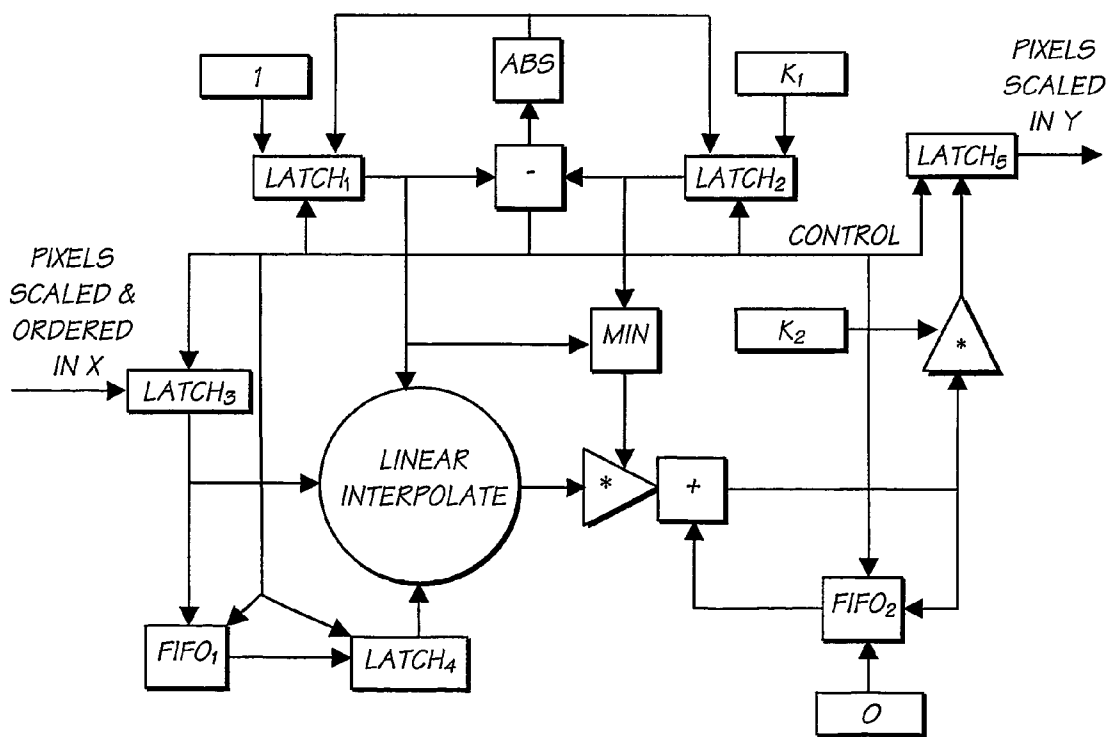 ABS
1
K₁
PIXELS
SCALED
IN Y
LATCH₁
-
LATCH₂
LATCH₅
CONTROL
PIXELS
SCALED &
ORDERED
IN X
MIN
K₂
*
LATCH₃
LINEAR
INTERPOLATE
*
+
FIFO₁
LATCH₄
FIFO₂
0